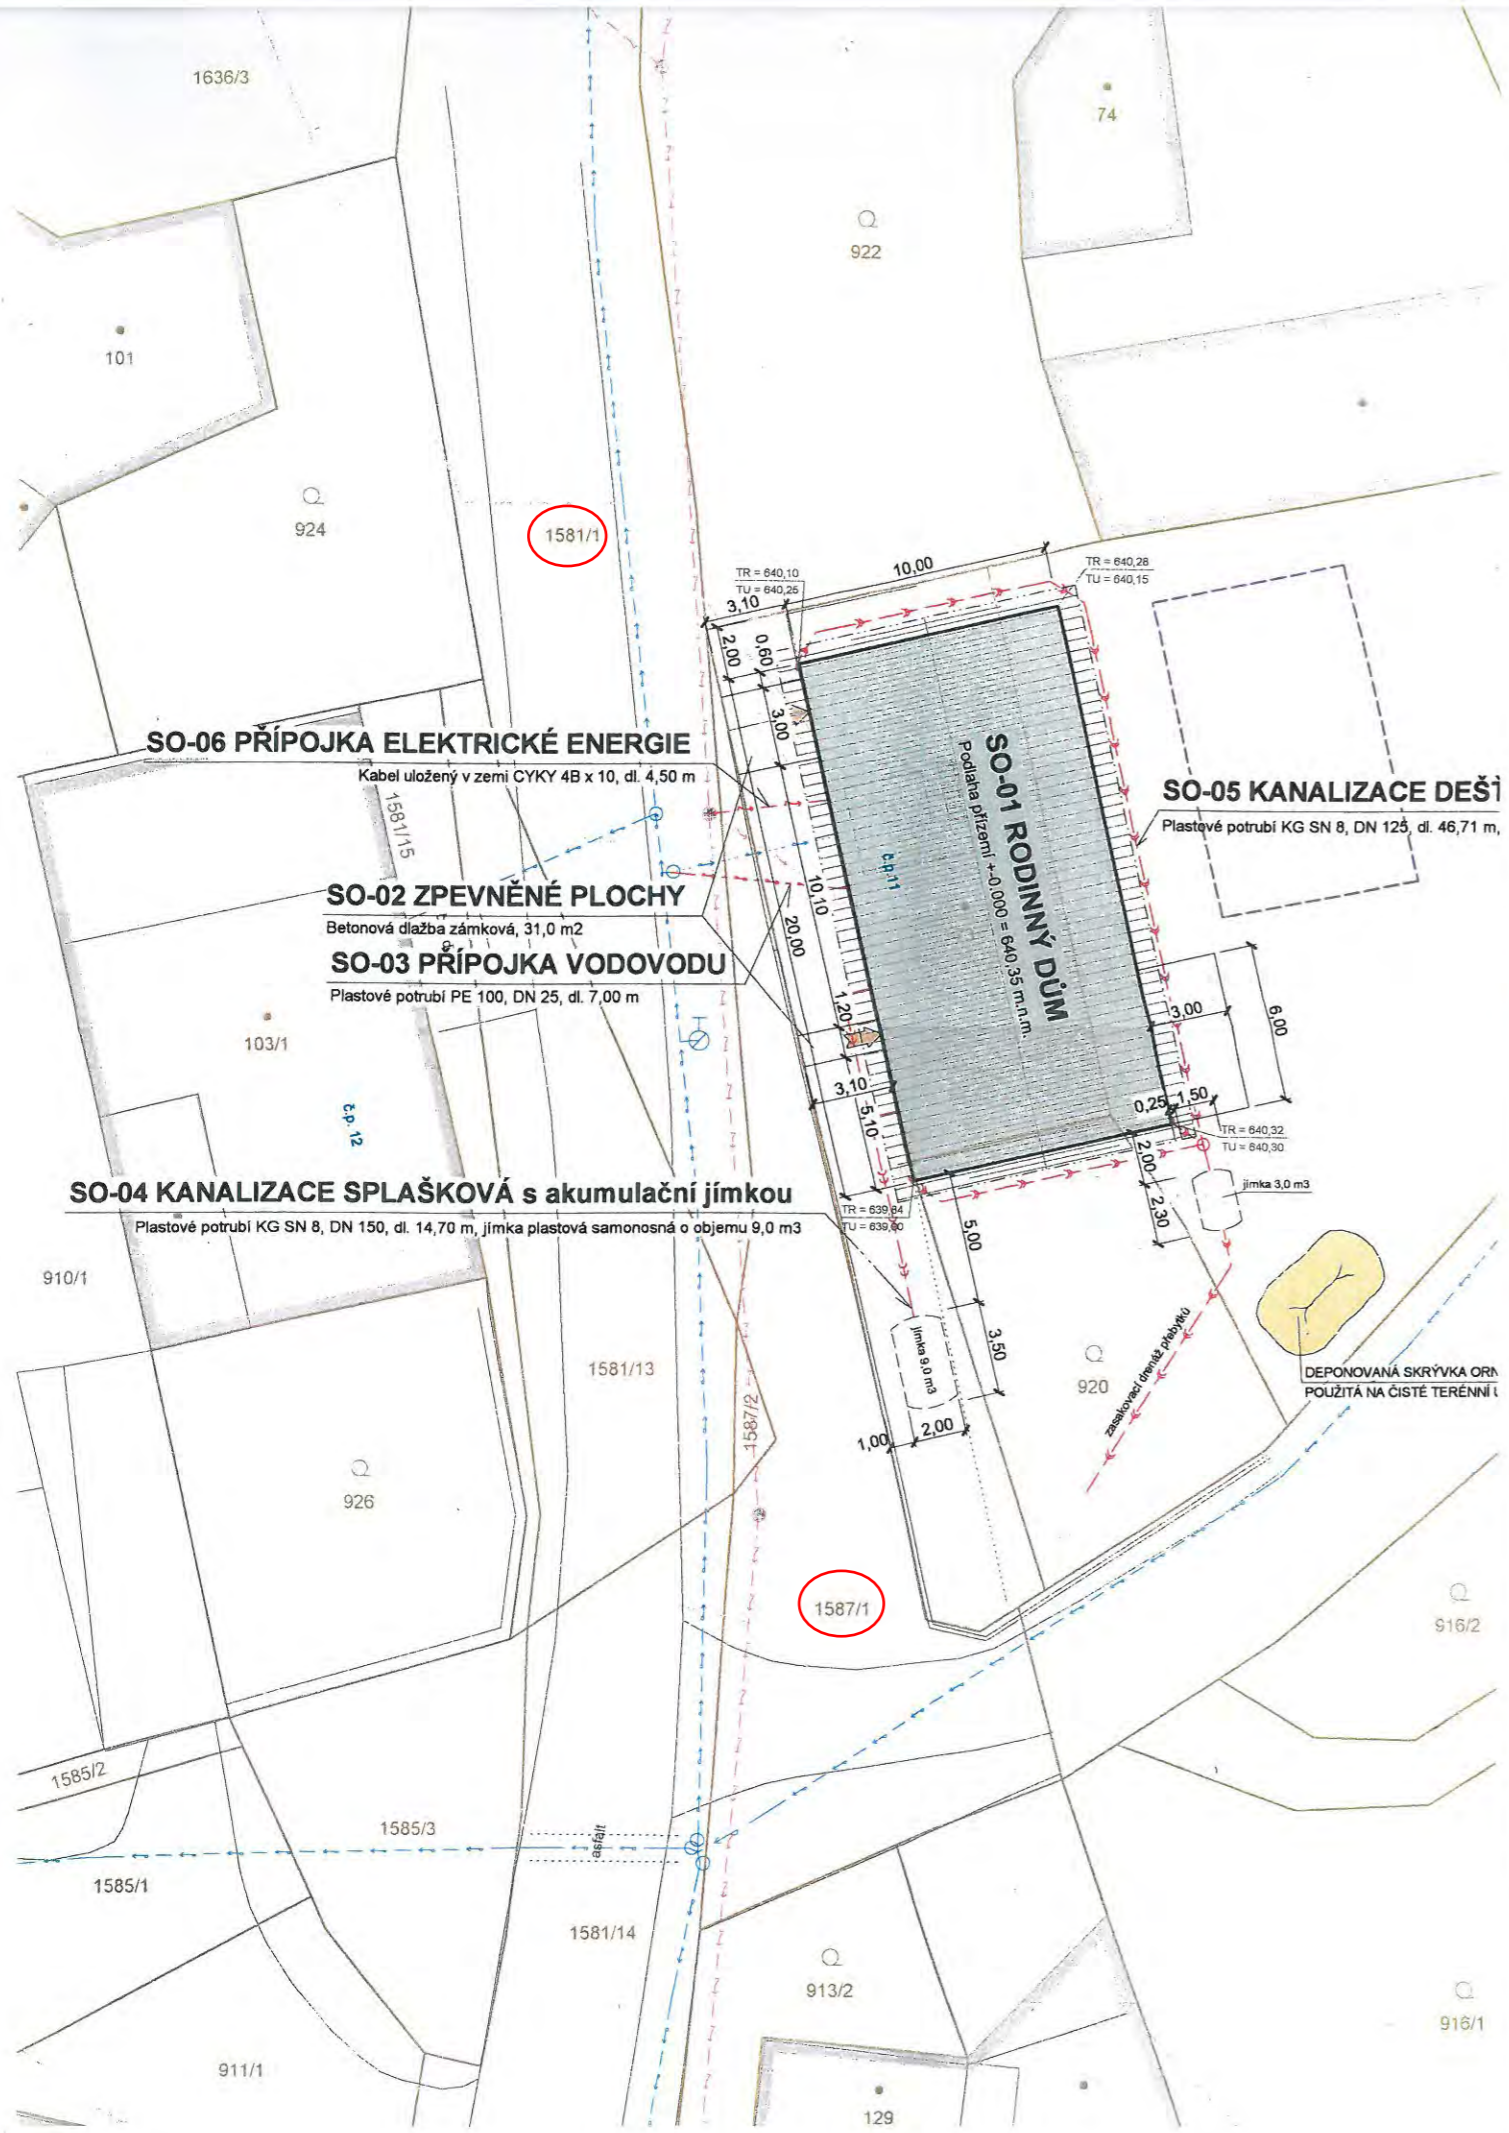 1636/3
74
922
101
924
1581/1
10,00
TR = 640,10
TU = 640,25
TR = 640,28
TU = 640,15
3,10
2,00
0,60
3,00
SO-06 PŘÍPOJKA ELEKTRICKÉ ENERGIE
Kabel uložený v zemi CYKY 4B x 10, dl. 4,50 m
1581/15
SO-01 RODINNÝ DŮM
Podlaha přízemí +-0,000 = 640,35 m.n.m.
č.p.11
SO-05 KANALIZACE DEŠŤ
Plastové potrubí KG SN 8, DN 125, dl. 46,71 m,
SO-02 ZPEVNĚNÉ PLOCHY
Betonová dlažba zámková, 31,0 m2
10,10
20,00
SO-03 PŘÍPOJKA VODOVODU
Plastové potrubí PE 100, DN 25, dl. 7,00 m
1,20
3,00
6,00
103/1
č.p. 12
3,10
5,10
0,25
1,50
TR = 640,32
TU = 640,30
2,00
2,30
jímka 3,0 m3
SO-04 KANALIZACE SPLAŠKOVÁ s akumulační jímkou
Plastové potrubí KG SN 8, DN 150, dl. 14,70 m, jímka plastová samonosná o objemu 9,0 m3
TR = 639,84
TU = 639,60
5,00
910/1
3,50
jímka 9,0 m3
zasakovací drenáž přebytků
1581/13
920
DEPONOVANÁ SKRÝVKA ORN
POUŽITÁ NA ČISTÉ TERÉNNÍ Ú
1587/2
1,00
2,00
926
1587/1
916/2
1585/2
1585/3
asfalt
1585/1
1581/14
913/2
916/1
911/1
129